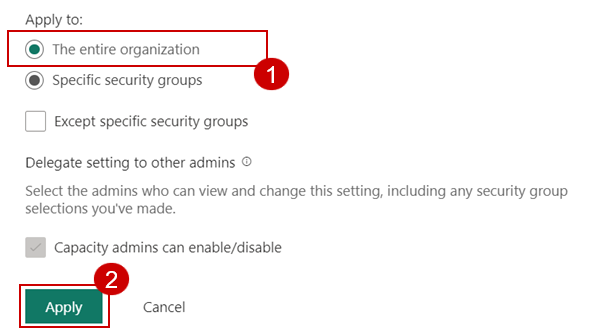 Apply to:
The entire organization
1
Specific security groups
Except specific security groups
Delegate setting to other admins
Select the admins who can view and change this setting, including any security group
selections you've made.
Capacity admins can enable/disable
2
Apply Cancel